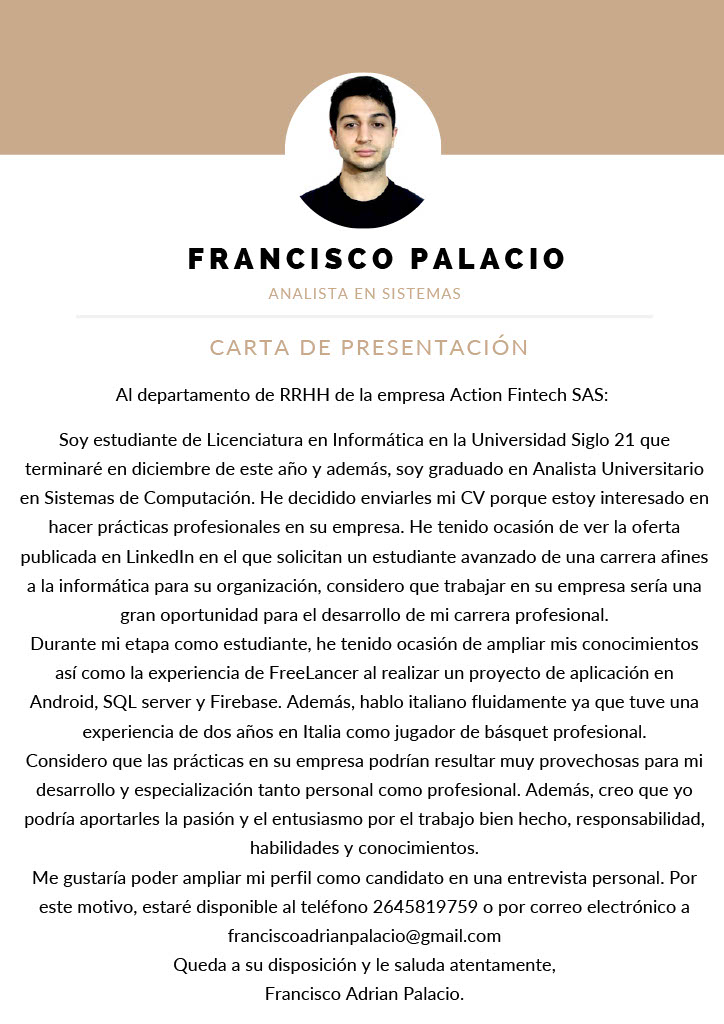 FRANCISCO PALACIO
ANALISTA EN SISTEMAS
CARTA DE PRESENTACIÓN
Al departamento de RRHH de la empresa Action Fintech SAS:
Soy estudiante de Licenciatura en Informática en la Universidad Siglo 21 que
terminaré en diciembre de este año y además, soy graduado en Analista Universitario
en Sistemas de Computación. He decidido enviarles mi CV porque estoy interesado en
hacer prácticas profesionales en su empresa. He tenido ocasión de ver la oferta
publicada en LinkedIn en el que solicitan un estudiante avanzado de una carrera afines
a la informática para su organización, considero que trabajar en su empresa sería una
gran oportunidad para el desarrollo de mi carrera profesional.
Durante mi etapa como estudiante, he tenido ocasión de ampliar mis conocimientos
así como la experiencia de FreeLancer al realizar un proyecto de aplicación en
Android, SQL server y Firebase. Además, hablo italiano fluidamente ya que tuve una
experiencia de dos años en Italia como jugador de básquet profesional.
Considero que las prácticas en su empresa podrían resultar muy provechosas para mi
desarrollo y especialización tanto personal como profesional. Además, creo que yo
podría aportarles la pasión y el entusiasmo por el trabajo bien hecho, responsabilidad,
habilidades y conocimientos.
Me gustaría poder ampliar mi perfil como candidato en una entrevista personal. Por
este motivo, estaré disponible al teléfono 2645819759 o por correo electrónico a
franciscoadrianpalacio@gmail.com
Queda a su disposición y le saluda atentamente,
Francisco Adrian Palacio.